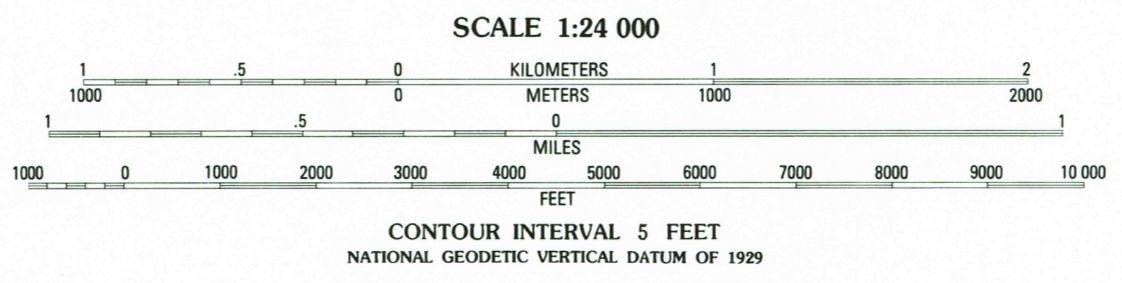 SCALE 1:24 000
1 .5 0 KILOMETERS 1 2
1000 0 METERS 1000 2000
1 .5 0 1
MILES
1000 0 1000 2000 3000 4000 5000 6000 7000 8000 9000 10 000
FEET
CONTOUR INTERVAL 5 FEET
NATIONAL GEODETIC VERTICAL DATUM OF 1929